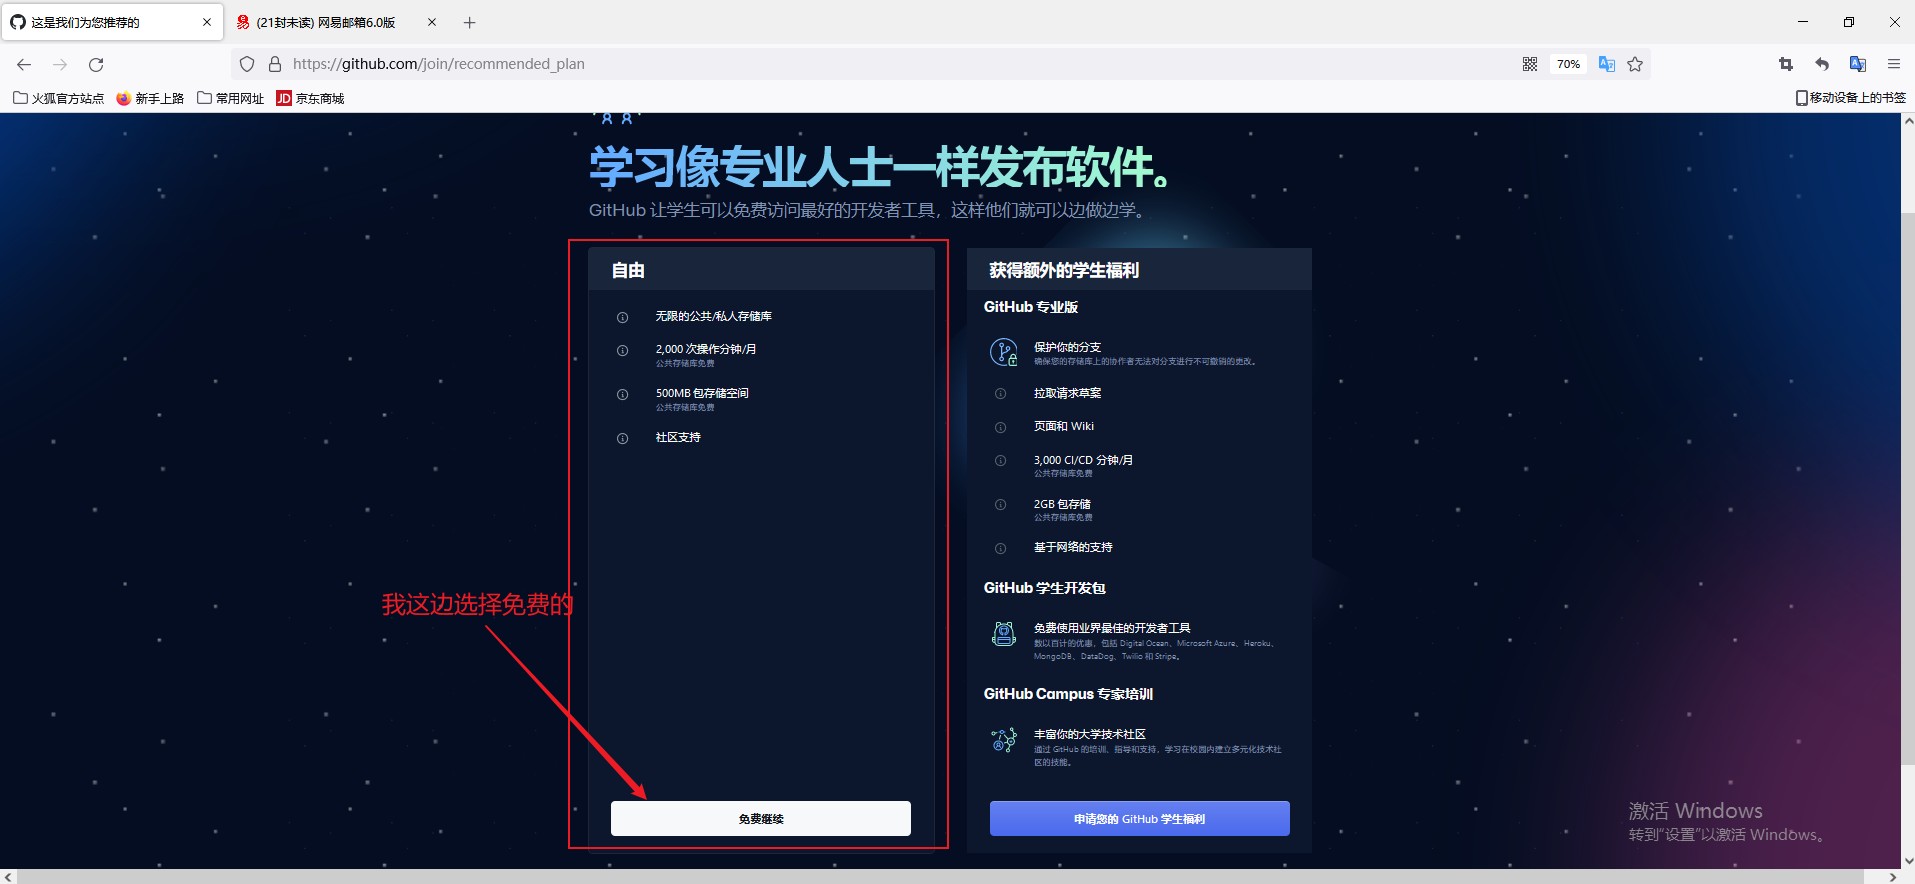 这是我们为您推荐的
(21封未读) 网易邮箱6.0版
https://github.com/join/recommended_plan
70%
火狐官方站点
新手上路
常用网址
JD 京东商城
移动设备上的书签
学习像专业人士一样发布软件。
GitHub 让学生可以免费访问最好的开发者工具，这样他们就可以边做边学。
自由
无限的公共/私人存储库
2,000 次操作分钟/月
公共存储库免费
500MB 包存储空间
公共存储库免费
社区支持
我这边选择免费的
免费继续
获得额外的学生福利
GitHub 专业版
保护你的分支
确保您的存储库上的协作者无法对分支进行不可撤销的更改。
拉取请求草案
页面和 Wiki
3,000 CI/CD 分钟/月
公共存储库免费
2GB 包存储
公共存储库免费
基于网络的支持
GitHub 学生开发包
免费使用业界最佳的开发者工具
数以百计的优惠，包括 Digital Ocean、Microsoft Azure、Heroku、
MongoDB、DataDog、Twilio 和 Stripe。
GitHub Campus 专家培训
丰富你的大学技术社区
通过 GitHub 的培训、指导和支持，学习在校园内建立多元化技术社
区的技能。
申请您的 GitHub 学生福利
激活 Windows
转到"设置"以激活 Windows。